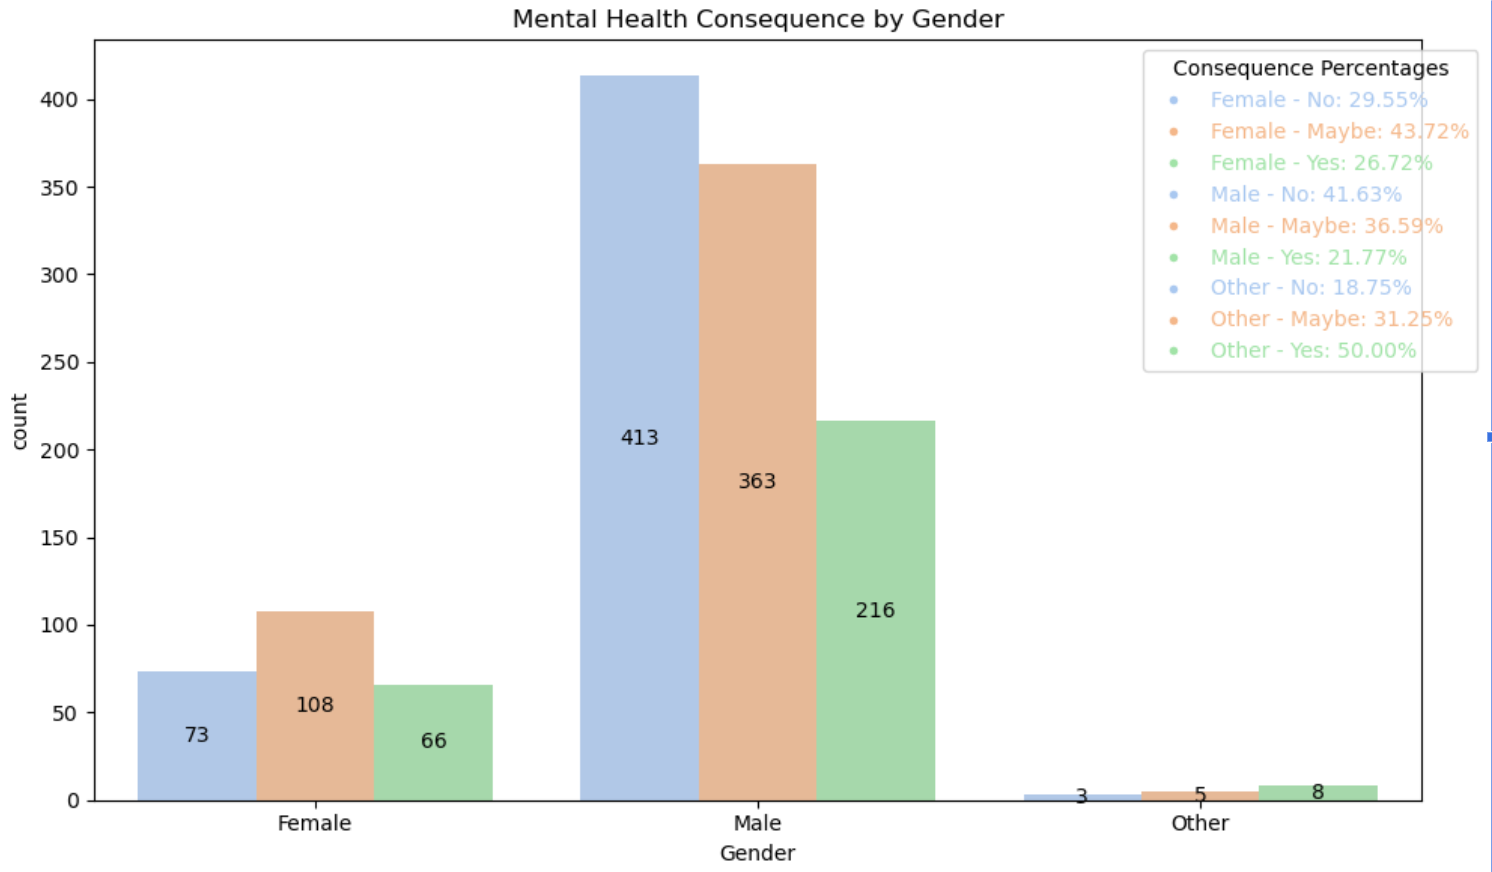 Mental Health Consequence by Gender
Consequence Percentages
Female - No: 29.55%
Female - Maybe: 43.72%
Female - Yes: 26.72%
Male - No: 41.63%
Male - Maybe: 36.59%
Male - Yes: 21.77%
Other - No: 18.75%
Other - Maybe: 31.25%
Other - Yes: 50.00%
count
400
350
300
250
200
150
100
50
0
73
108
66
413
363
216
3
5
8
Female
Male
Other
Gender